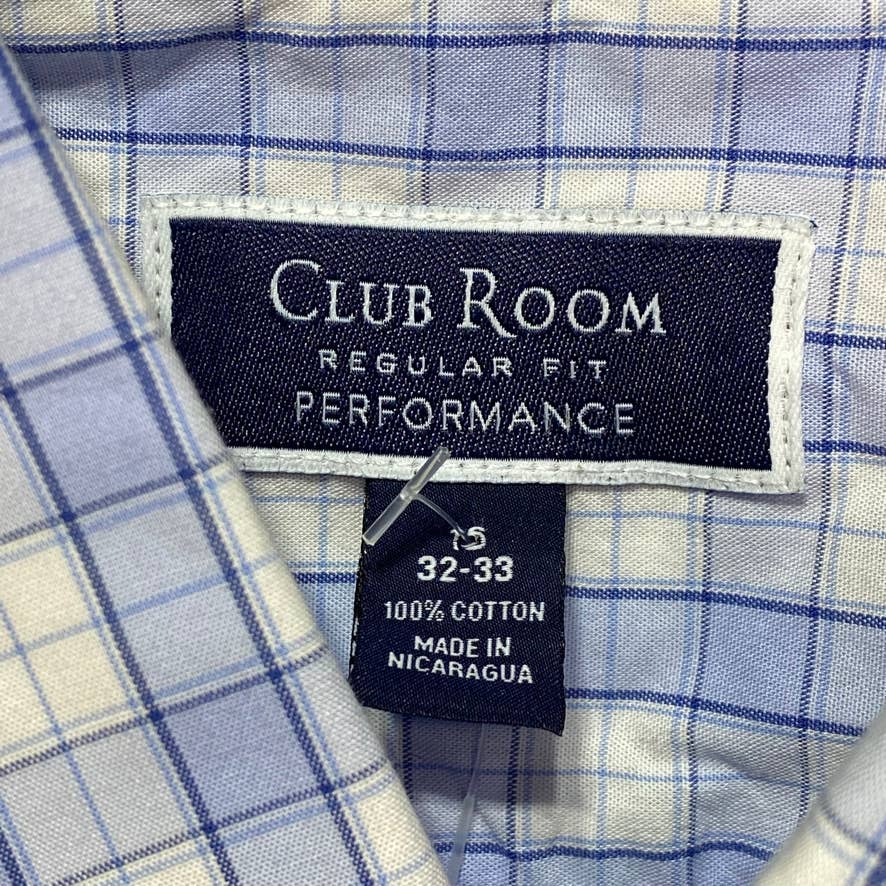 CLUB ROOM
REGULAR FIT
PERFORMANCE
32-33
100% COTTON
MADE IN
NICARAGUA